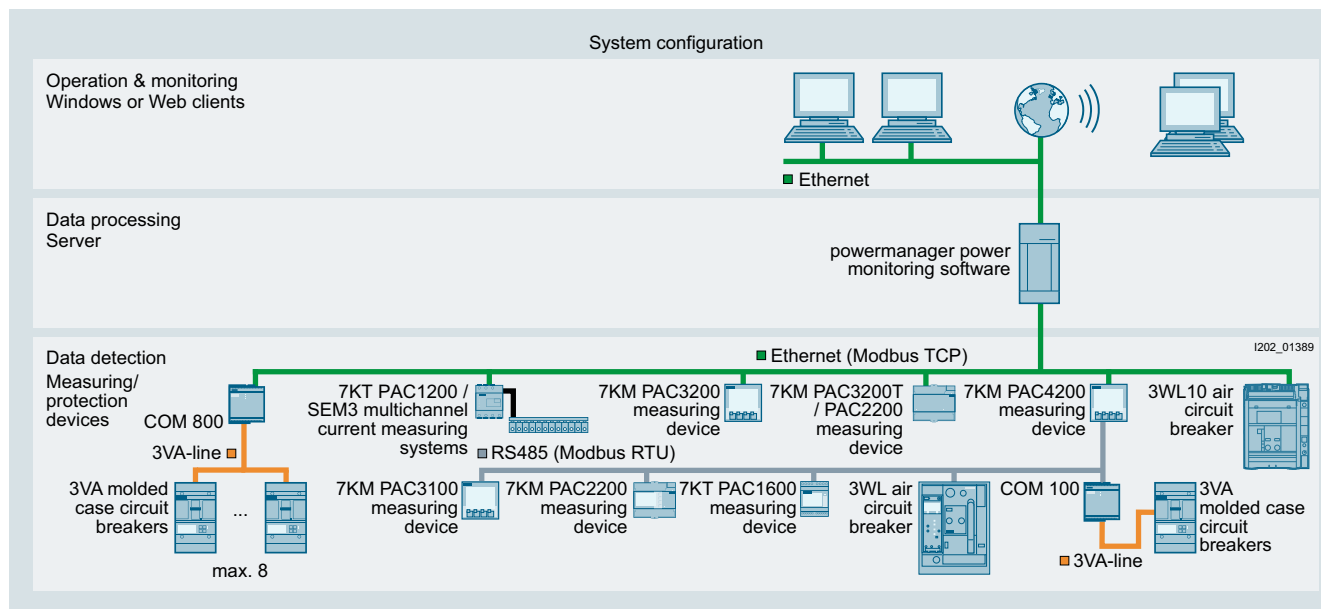 System configuration
Operation & monitoring
Windows or Web clients
Ethernet
Data processing
Server
powermanager power
monitoring software
Data detection
Measuring/
protection
devices
Ethernet (Modbus TCP)
I202_01389
COM 800
7KT PAC1200 /
SEM3 multichannel
current measuring
systems
7KM PAC3200
measuring
device
7KM PAC3200T
/ PAC2200
measuring
device
7KM PAC4200
measuring
device
3WL10 air
circuit
breaker
3VA-line
RS485 (Modbus RTU)
3VA molded
case circuit
breakers
...
max. 8
7KM PAC3100
measuring
device
7KM PAC2200
measuring
device
7KT PAC1600
measuring
device
3WL air
circuit
breaker
COM 100
3VA
molded case
circuit
breakers
3VA-line